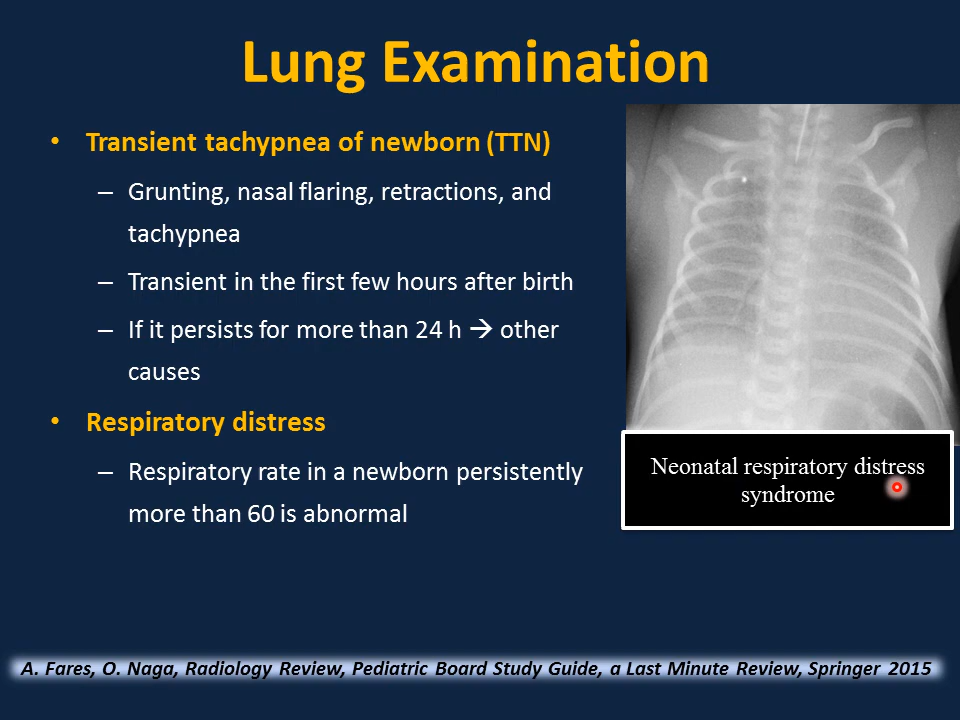 Lung Examination
• Transient tachypnea of newborn (TTN)
– Grunting, nasal flaring, retractions, and
tachypnea
– Transient in the first few hours after birth
– If it persists for more than 24 h → other
causes
• Respiratory distress
– Respiratory rate in a newborn persistently
more than 60 is abnormal
Neonatal respiratory distress
syndrome
A. Fares, O. Naga, Radiology Review, Pediatric Board Study Guide, a Last Minute Review, Springer 2015